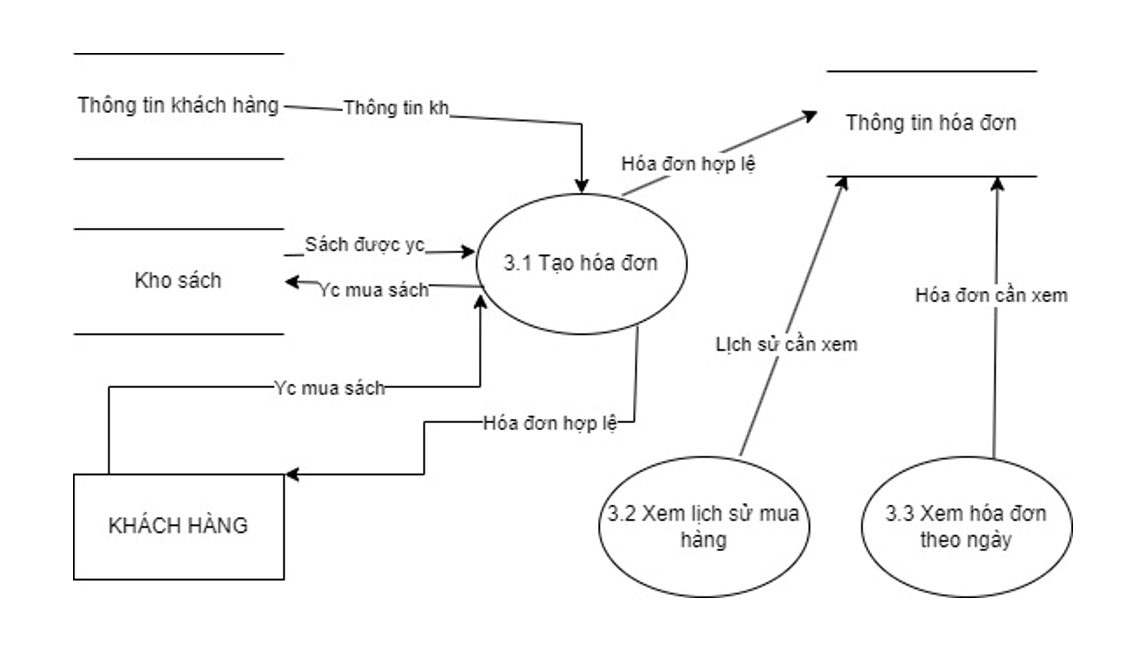 Thông tin khách hàng
Thông tin kh
Thông tin hóa đơn
Hóa đơn hợp lệ
Sách được yc
3.1 Tạo hóa đơn
Kho sách
Yc mua sách
Hóa đơn cần xem
LỊch sử cần xem
Yc mua sách
Hóa đơn hợp lệ
KHÁCH HÀNG
3.2 Xem lịch sử mua
hàng
3.3 Xem hóa đơn
theo ngày